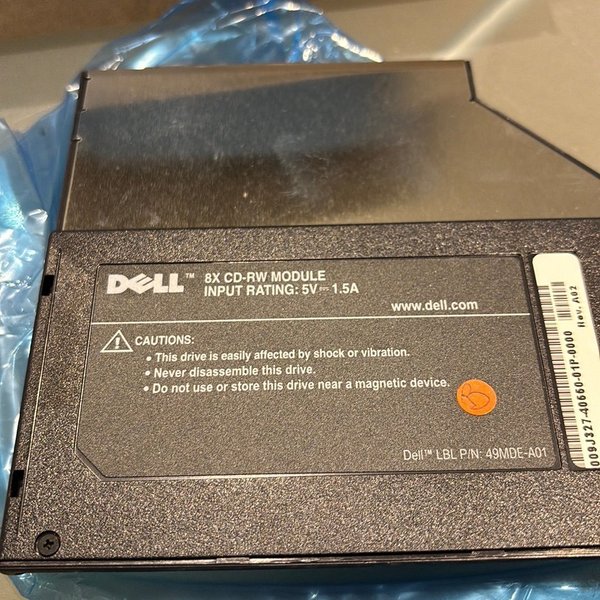 DELL™ 8X CD-RW MODULE
INPUT RATING: 5V⎓ 1.5A
www.dell.com
CAUTIONS:
• This drive is easily affected by shock or vibration.
• Never disassemble this drive.
• Do not use or store this drive near a magnetic device.
Dell™ LBL P/N: 49MDE-A01
009J327-40660-01P-0000
Rev. A02